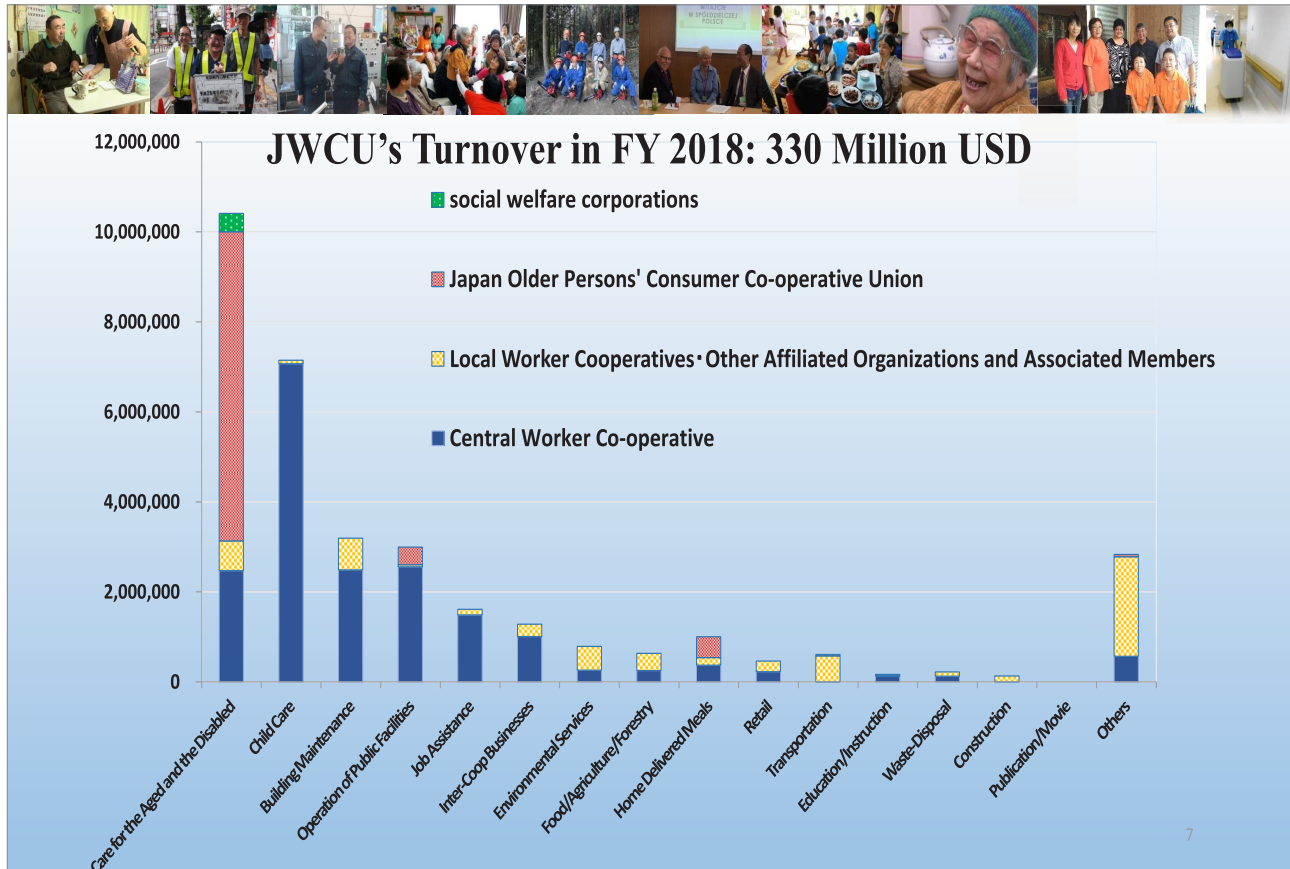 WITAJCIE
W SPÓŁDZIELCZEJ
POLSCE
JWCU's Turnover in FY 2018: 330 Million USD
12,000,000
10,000,000
8,000,000
6,000,000
4,000,000
2,000,000
0
social welfare corporations
Japan Older Persons' Consumer Co-operative Union
Local Worker Cooperatives・Other Affiliated Organizations and Associated Members
Central Worker Co-operative
Care for the Aged and the Disabled
Child Care
Building Maintenance
Operation of Public Facilities
Job Assistance
Inter-Coop Businesses
Environmental Services
Food/Agriculture/Forestry
Home Delivered Meals
Retail
Transportation
Education/Instruction
Waste-Disposal
Construction
Publication/Movie
Others
7